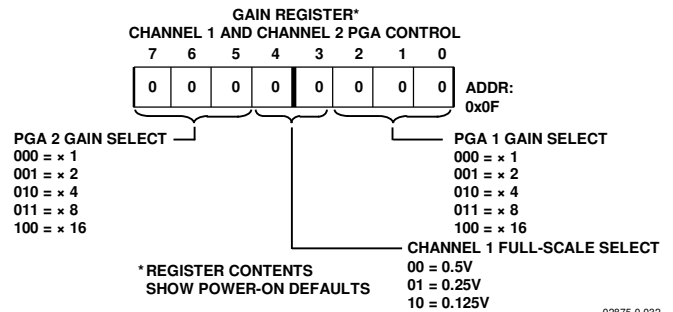 GAIN REGISTER*
CHANNEL 1 AND CHANNEL 2 PGA CONTROL
7 6 5 4 3 2 1 0
0 0 0 0 0 0 0 0 ADDR:
0x0F
PGA 2 GAIN SELECT
000 = × 1
001 = × 2
010 = × 4
011 = × 8
100 = × 16
PGA 1 GAIN SELECT
000 = × 1
001 = × 2
010 = × 4
011 = × 8
100 = × 16
CHANNEL 1 FULL-SCALE SELECT
00 = 0.5V
01 = 0.25V
10 = 0.125V
*REGISTER CONTENTS
SHOW POWER-ON DEFAULTS